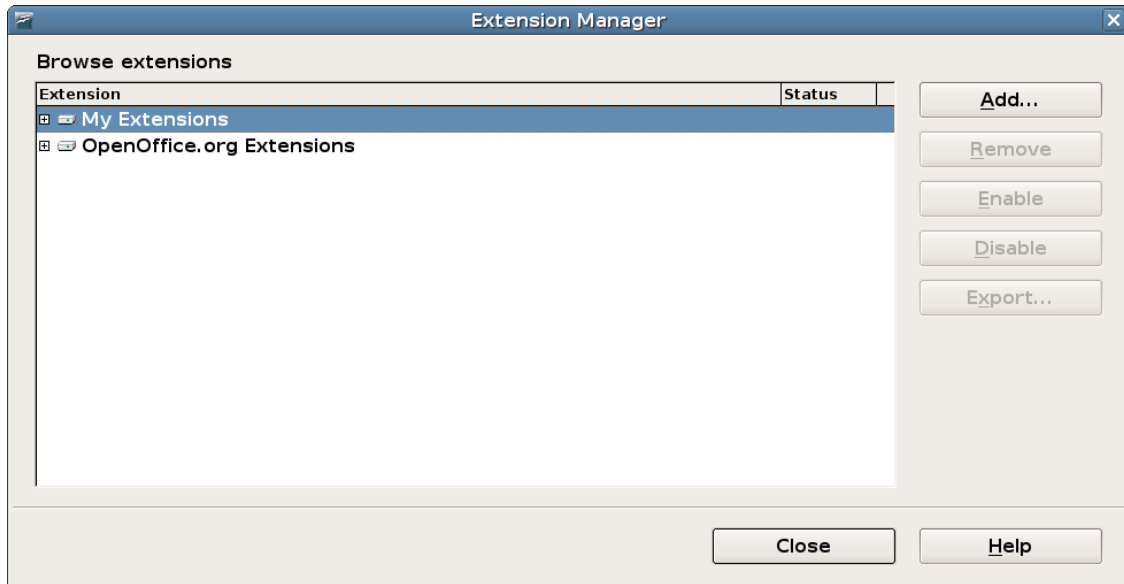 Extension Manager
Browse extensions
Extension Status
My Extensions
OpenOffice.org Extensions
Add...
Remove
Enable
Disable
Export...
Close
Help